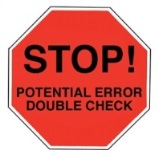 STOP!
POTENTIAL ERROR
DOUBLE CHECK